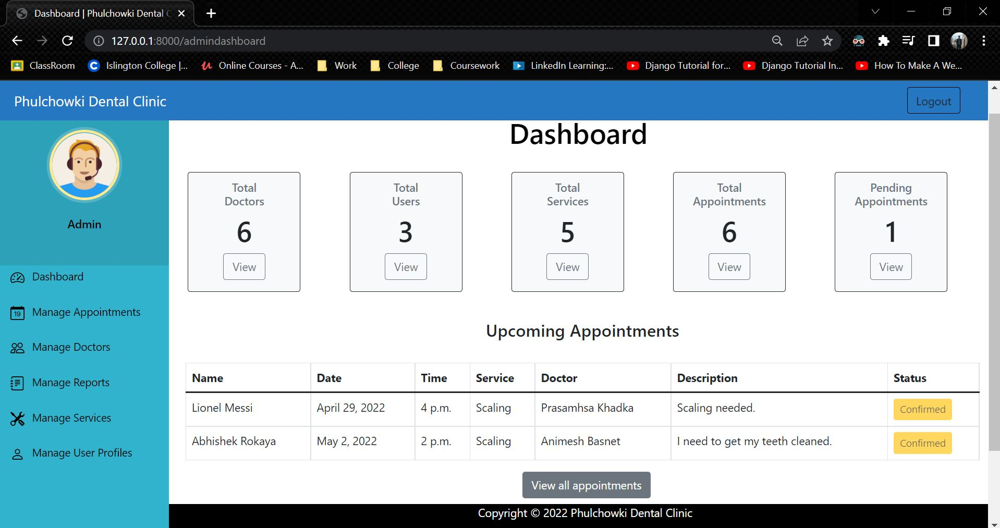 Dashboard | Phulchowki Dental C
127.0.0.1:8000/admindashboard
ClassRoom Islington College |... Online Courses - A... Work College Coursework LinkedIn Learning:... Django Tutorial for... Django Tutorial In... How To Make A We...
Phulchowki Dental Clinic Logout
Admin
Dashboard
19 Manage Appointments
Manage Doctors
Manage Reports
Manage Services
Manage User Profiles
Dashboard
Total
Doctors
6
View
Total
Users
3
View
Total
Services
5
View
Total
Appointments
6
View
Pending
Appointments
1
View
Upcoming Appointments
Name Date Time Service Doctor Description Status
Lionel Messi April 29, 2022 4 p.m. Scaling Prasamhsa Khadka Scaling needed. Confirmed
Abhishek Rokaya May 2, 2022 2 p.m. Scaling Animesh Basnet I need to get my teeth cleaned. Confirmed
View all appointments
Copyright © 2022 Phulchowki Dental Clinic